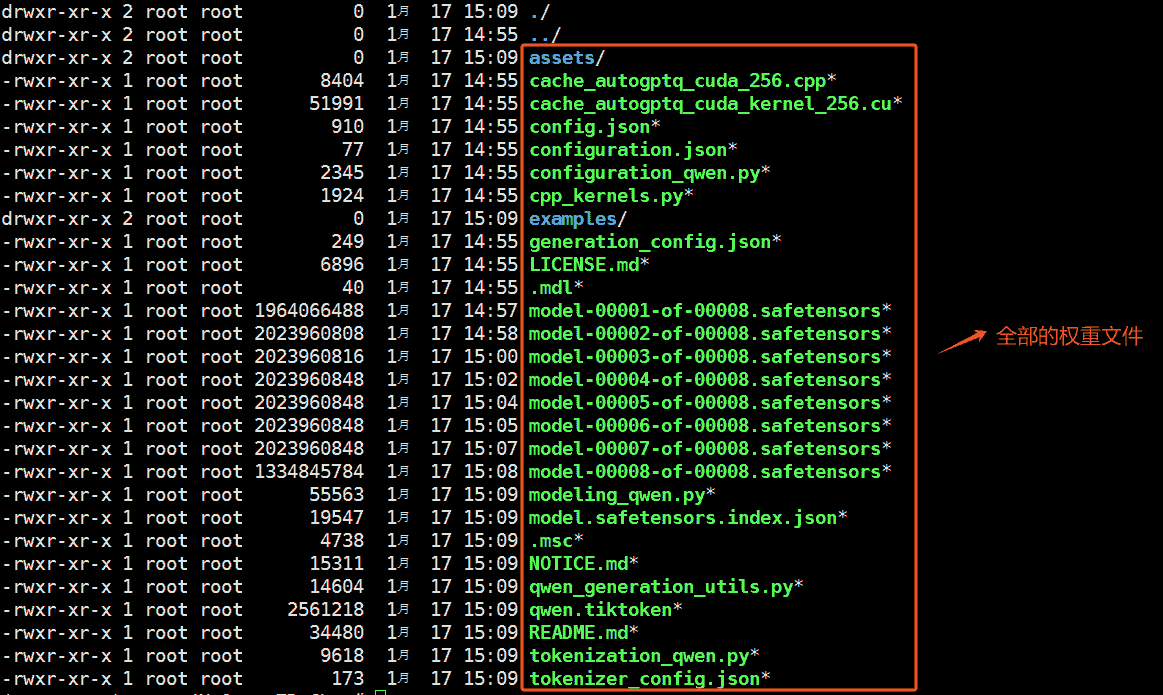 drwxr-xr-x 2 root root 0 1月 17 15:09 ./
drwxr-xr-x 2 root root 0 1月 17 14:55 ../
drwxr-xr-x 2 root root 0 1月 17 15:09 assets/
-rwxr-xr-x 1 root root 8404 1月 17 14:55 cache_autogptq_cuda_256.cpp*
-rwxr-xr-x 1 root root 51991 1月 17 14:55 cache_autogptq_cuda_kernel_256.cu*
-rwxr-xr-x 1 root root 910 1月 17 14:55 config.json*
-rwxr-xr-x 1 root root 77 1月 17 14:55 configuration.json*
-rwxr-xr-x 1 root root 2345 1月 17 14:55 configuration_qwen.py*
-rwxr-xr-x 1 root root 1924 1月 17 14:55 cpp_kernels.py*
drwxr-xr-x 2 root root 0 1月 17 15:09 examples/
-rwxr-xr-x 1 root root 249 1月 17 14:55 generation_config.json*
-rwxr-xr-x 1 root root 6896 1月 17 14:55 LICENSE.md*
-rwxr-xr-x 1 root root 40 1月 17 14:55 .mdl*
-rwxr-xr-x 1 root root 1964066488 1月 17 14:57 model-00001-of-00008.safetensors*
-rwxr-xr-x 1 root root 2023960808 1月 17 14:58 model-00002-of-00008.safetensors*
-rwxr-xr-x 1 root root 2023960816 1月 17 15:00 model-00003-of-00008.safetensors*
-rwxr-xr-x 1 root root 2023960848 1月 17 15:02 model-00004-of-00008.safetensors*
-rwxr-xr-x 1 root root 2023960848 1月 17 15:04 model-00005-of-00008.safetensors*
-rwxr-xr-x 1 root root 2023960848 1月 17 15:05 model-00006-of-00008.safetensors*
-rwxr-xr-x 1 root root 2023960848 1月 17 15:07 model-00007-of-00008.safetensors*
-rwxr-xr-x 1 root root 1334845784 1月 17 15:08 model-00008-of-00008.safetensors*
-rwxr-xr-x 1 root root 55563 1月 17 15:09 modeling_qwen.py*
-rwxr-xr-x 1 root root 19547 1月 17 15:09 model.safetensors.index.json*
-rwxr-xr-x 1 root root 4738 1月 17 15:09 .msc*
-rwxr-xr-x 1 root root 15311 1月 17 15:09 NOTICE.md*
-rwxr-xr-x 1 root root 14604 1月 17 15:09 qwen_generation_utils.py*
-rwxr-xr-x 1 root root 2561218 1月 17 15:09 qwen.tiktoken*
-rwxr-xr-x 1 root root 34480 1月 17 15:09 README.md*
-rwxr-xr-x 1 root root 9618 1月 17 15:09 tokenization_qwen.py*
-rwxr-xr-x 1 root root 173 1月 17 15:09 tokenizer_config.json*
全部的权重文件